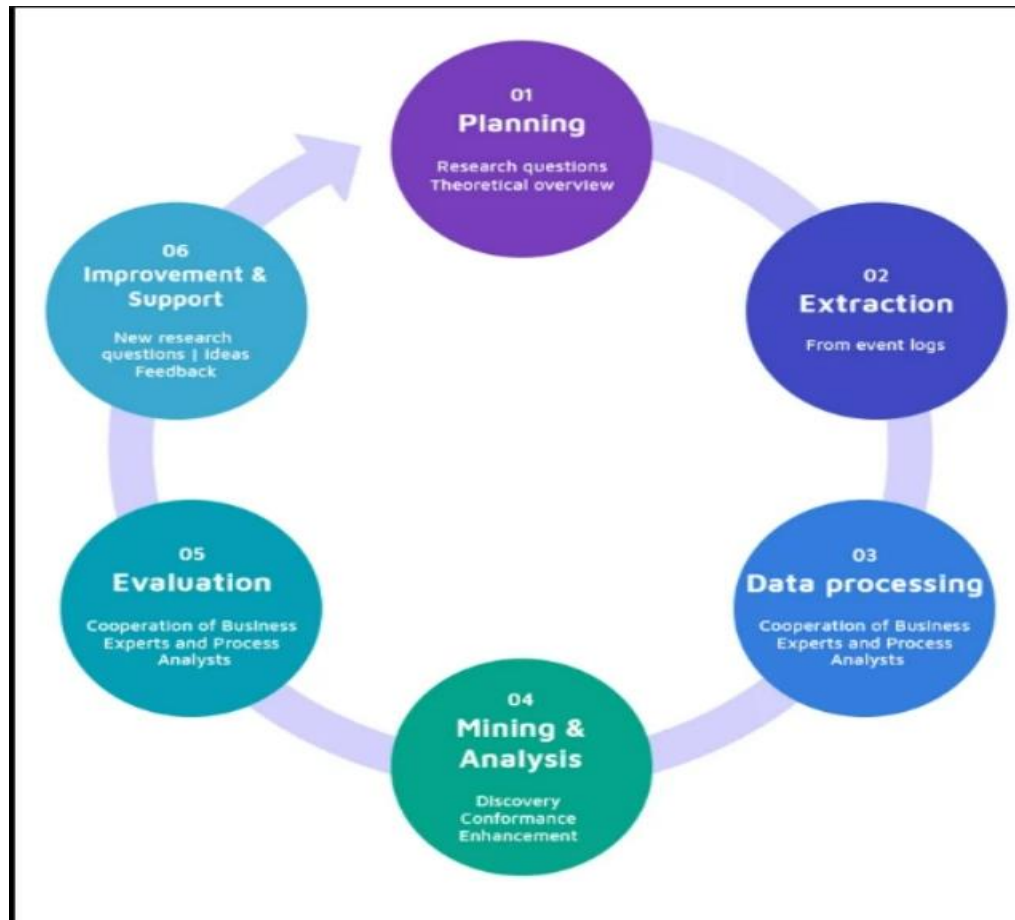 01
Planning
Research questions
Theoretical overview
02
Extraction
From event logs
03
Data processing
Cooperation of Business
Experts and Process
Analysts
04
Mining &
Analysis
Discovery
Conformance
Enhancement
05
Evaluation
Cooperation of Business
Experts and Process
Analysts
06
Improvement &
Support
New research
questions | ideas
Feedback